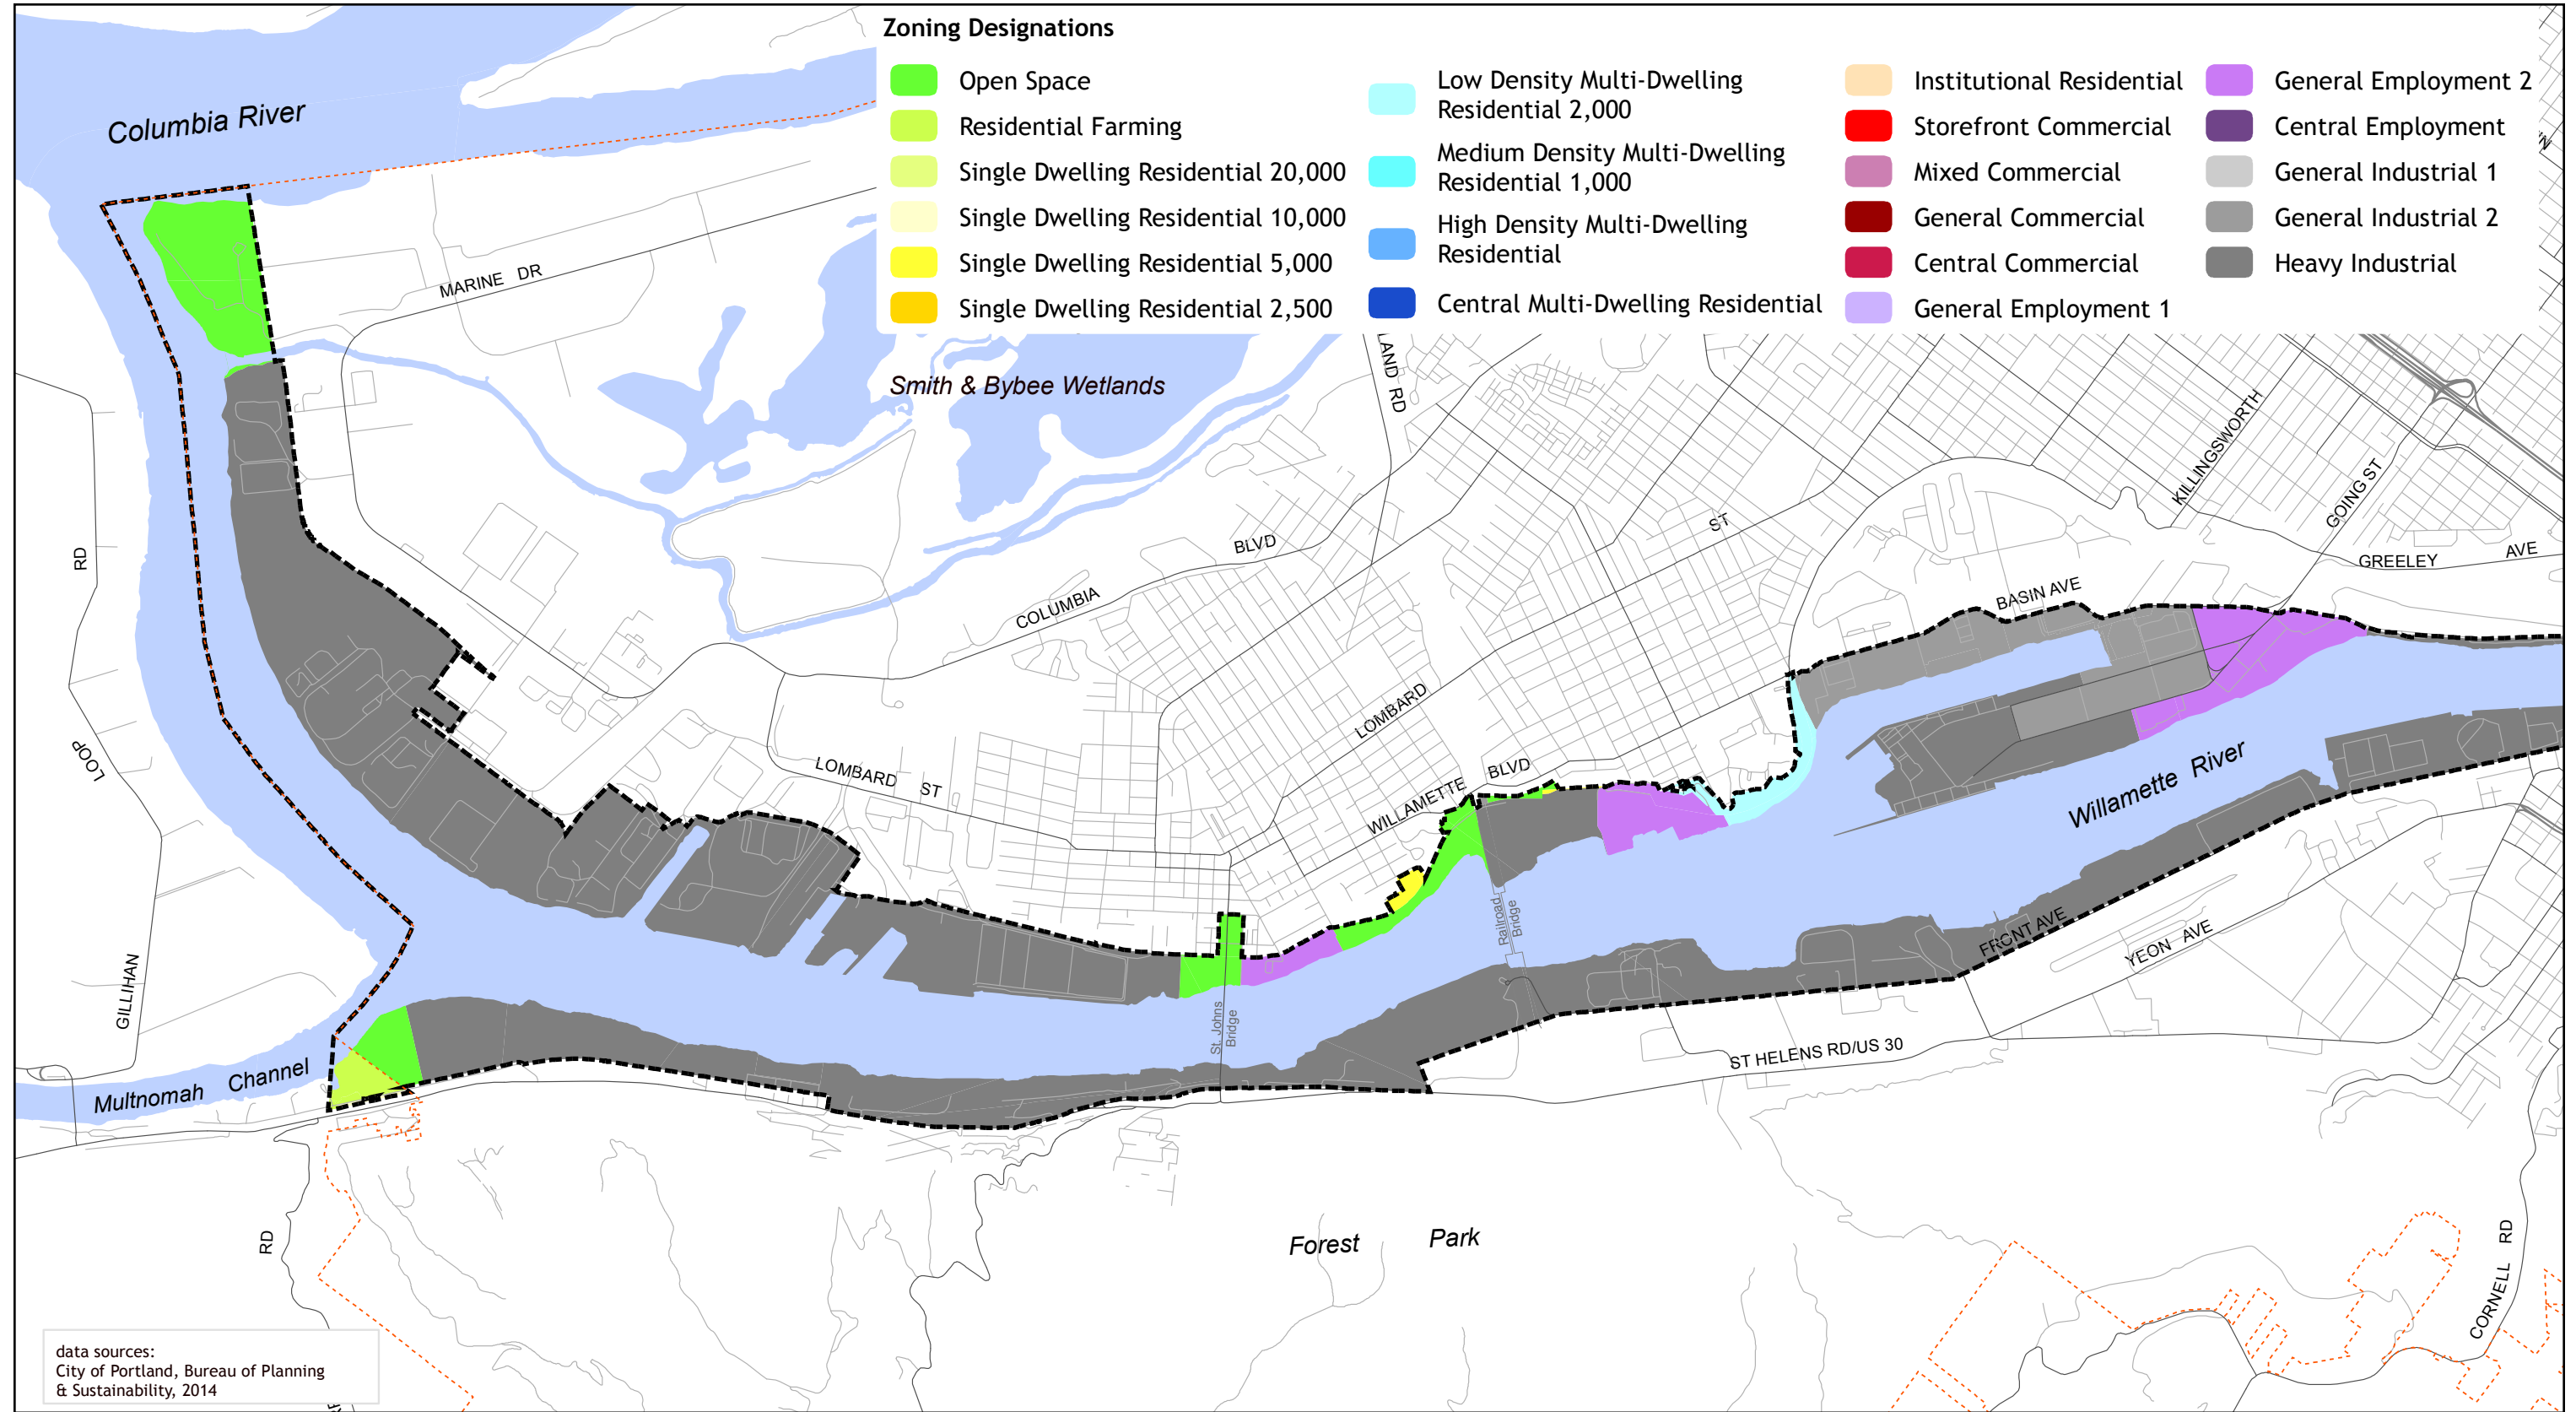 Zoning Designations
Open Space
Residential Farming
Single Dwelling Residential 20,000
Single Dwelling Residential 10,000
Single Dwelling Residential 5,000
Single Dwelling Residential 2,500
Low Density Multi-Dwelling
Residential 2,000
Medium Density Multi-Dwelling
Residential 1,000
High Density Multi-Dwelling
Residential
Central Multi-Dwelling Residential
Institutional Residential
Storefront Commercial
Mixed Commercial
General Commercial
Central Commercial
General Employment 1
General Employment 2
Central Employment
General Industrial 1
General Industrial 2
Heavy Industrial
Columbia River
MARINE DR
Smith & Bybee Wetlands
LAND RD
KILLINGSWORTH
GOING ST
GREELEY AVE
BASIN AVE
ST
BLVD
COLUMBIA
RD
LOOP
GILLIHAN
LOMBARD
LOMBARD ST
WILLAMETTE BLVD
Willamette River
Railroad
Bridge
St. Johns
Bridge
FRONT AVE
YEON AVE
ST HELENS RD/US 30
Multnomah Channel
RD
Forest Park
CORNELL RD
data sources:
City of Portland, Bureau of Planning
& Sustainability, 2014